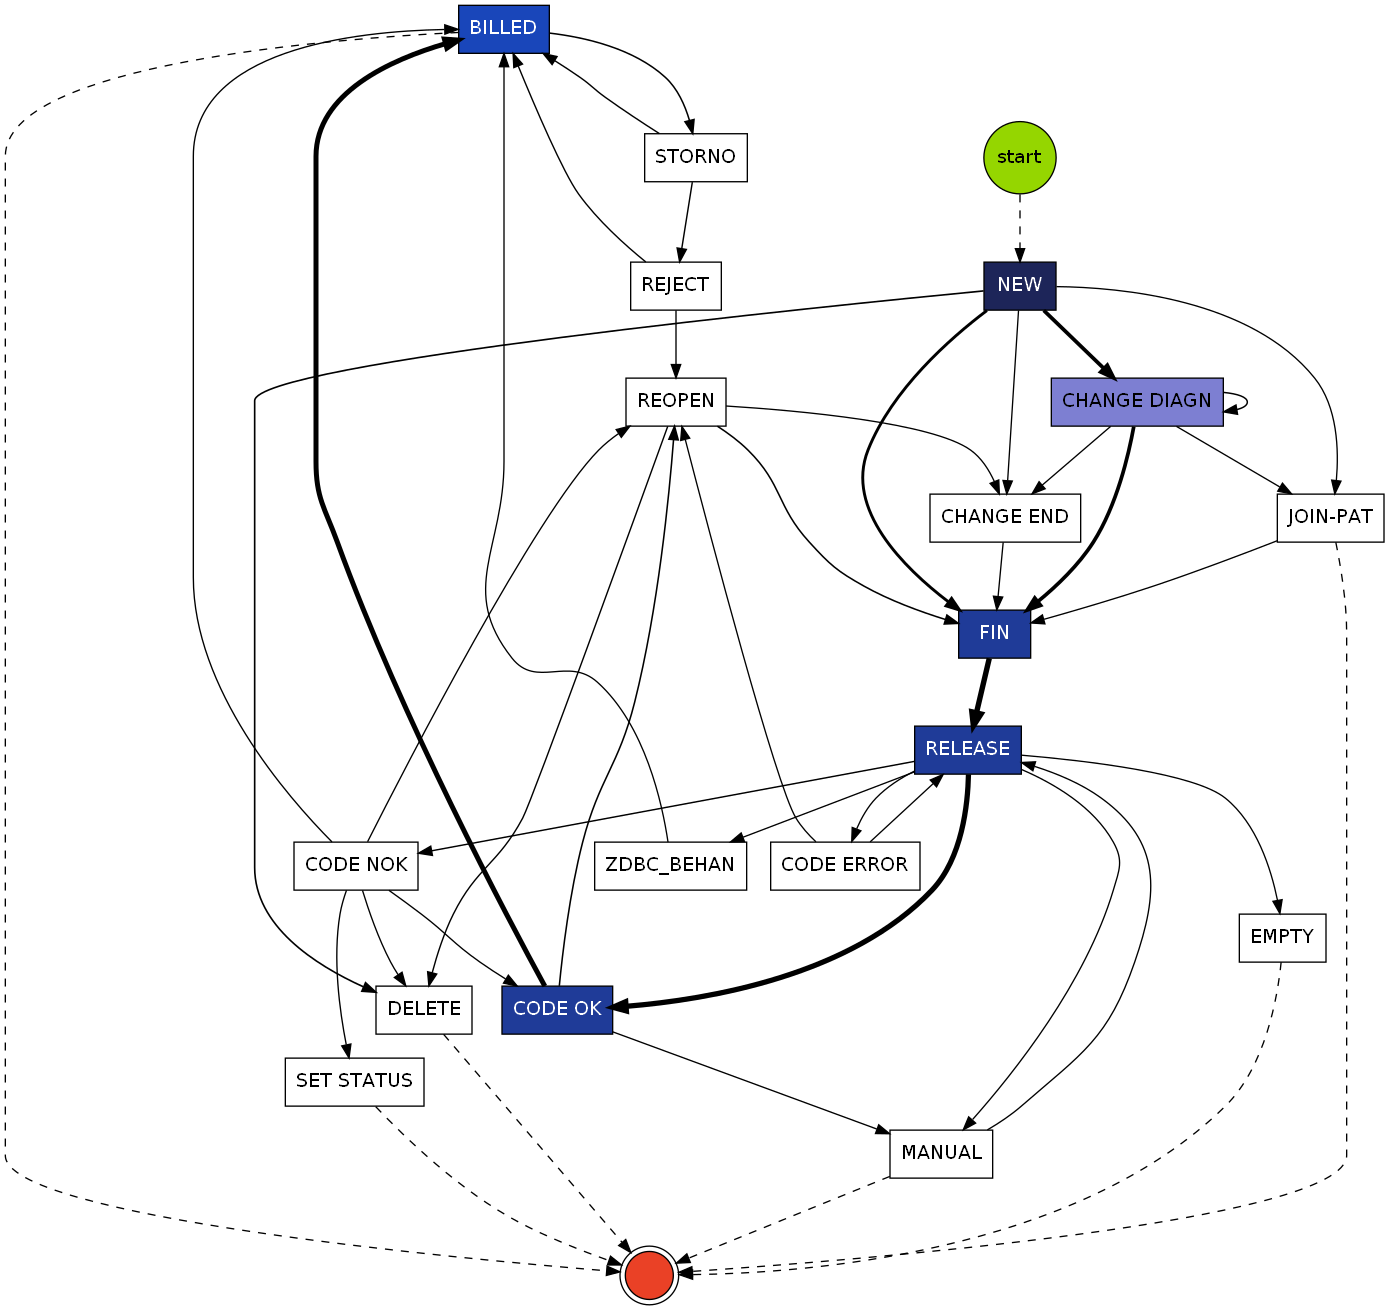 BILLED
STORNO
start
REJECT
NEW
REOPEN
CHANGE DIAGN
CHANGE END
JOIN-PAT
FIN
RELEASE
CODE NOK
ZDBC_BEHAN
CODE ERROR
EMPTY
DELETE
CODE OK
SET STATUS
MANUAL